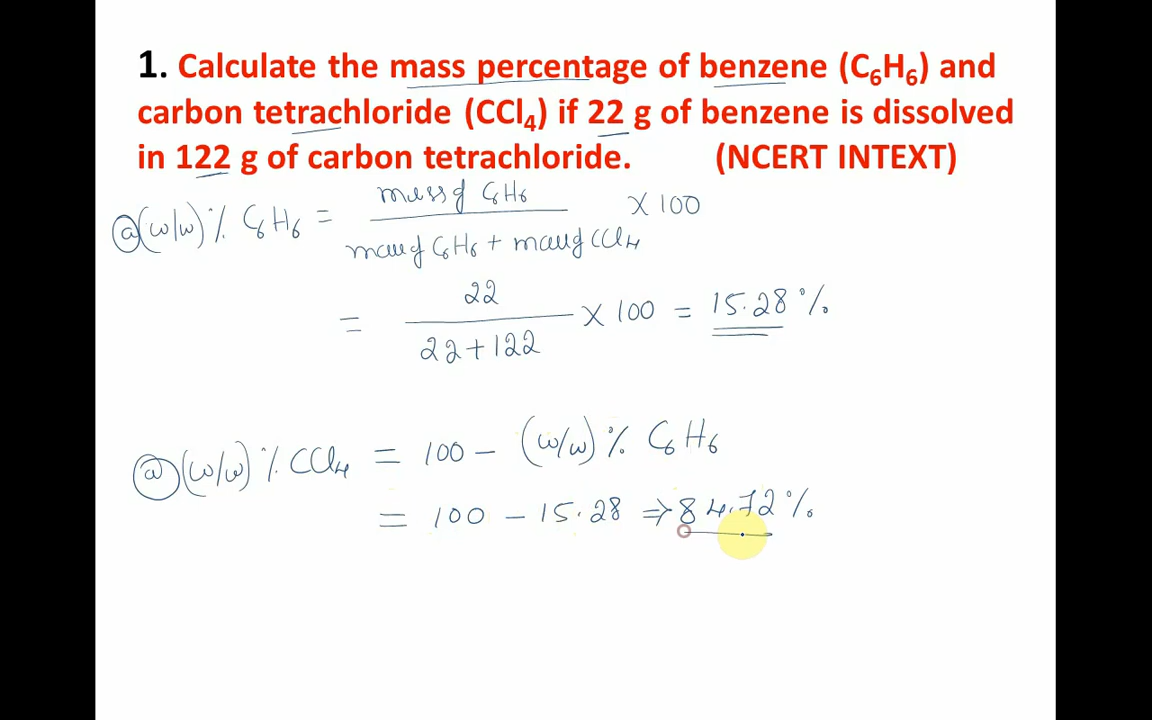 1. Calculate the mass percentage of benzene (C₆H₆) and
carbon tetrachloride (CCl₄) if 22 g of benzene is dissolved
in 122 g of carbon tetrachloride. (NCERT INTEXT)
ⓐ(w/w)% C₆H₆ = mass of C₆H₆ / mass of C₆H₆ + mass of CCl₄ × 100
= 22 / 22+122 × 100 = 15.28%
ⓐ(w/w)% CCl₄ = 100 - (w/w)% C₆H₆
= 100 - 15.28 ⇒ 84.72%